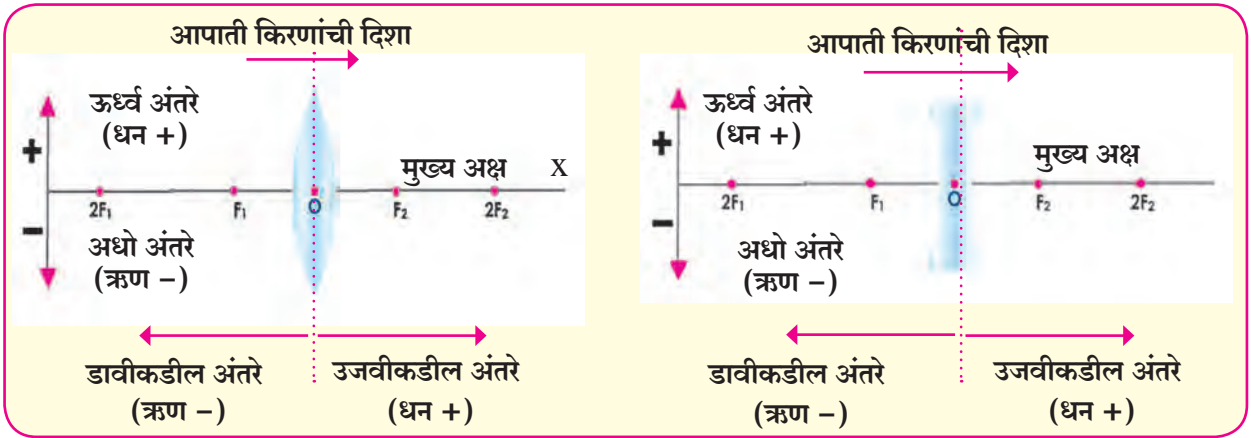 आपाती किरणांची दिशा
ऊर्ध्व अंतरे
(धन +)
+
मुख्य अक्ष
X
2F₁
F₁
O
F₂
2F₂
–
अधो अंतरे
(ऋण –)
डावीकडील अंतरे
(ऋण –)
उजवीकडील अंतरे
(धन +)
आपाती किरणांची दिशा
ऊर्ध्व अंतरे
(धन +)
+
मुख्य अक्ष
2F₁
F₁
O
F₂
2F₂
–
अधो अंतरे
(ऋण –)
डावीकडील अंतरे
(ऋण –)
उजवीकडील अंतरे
(धन +)